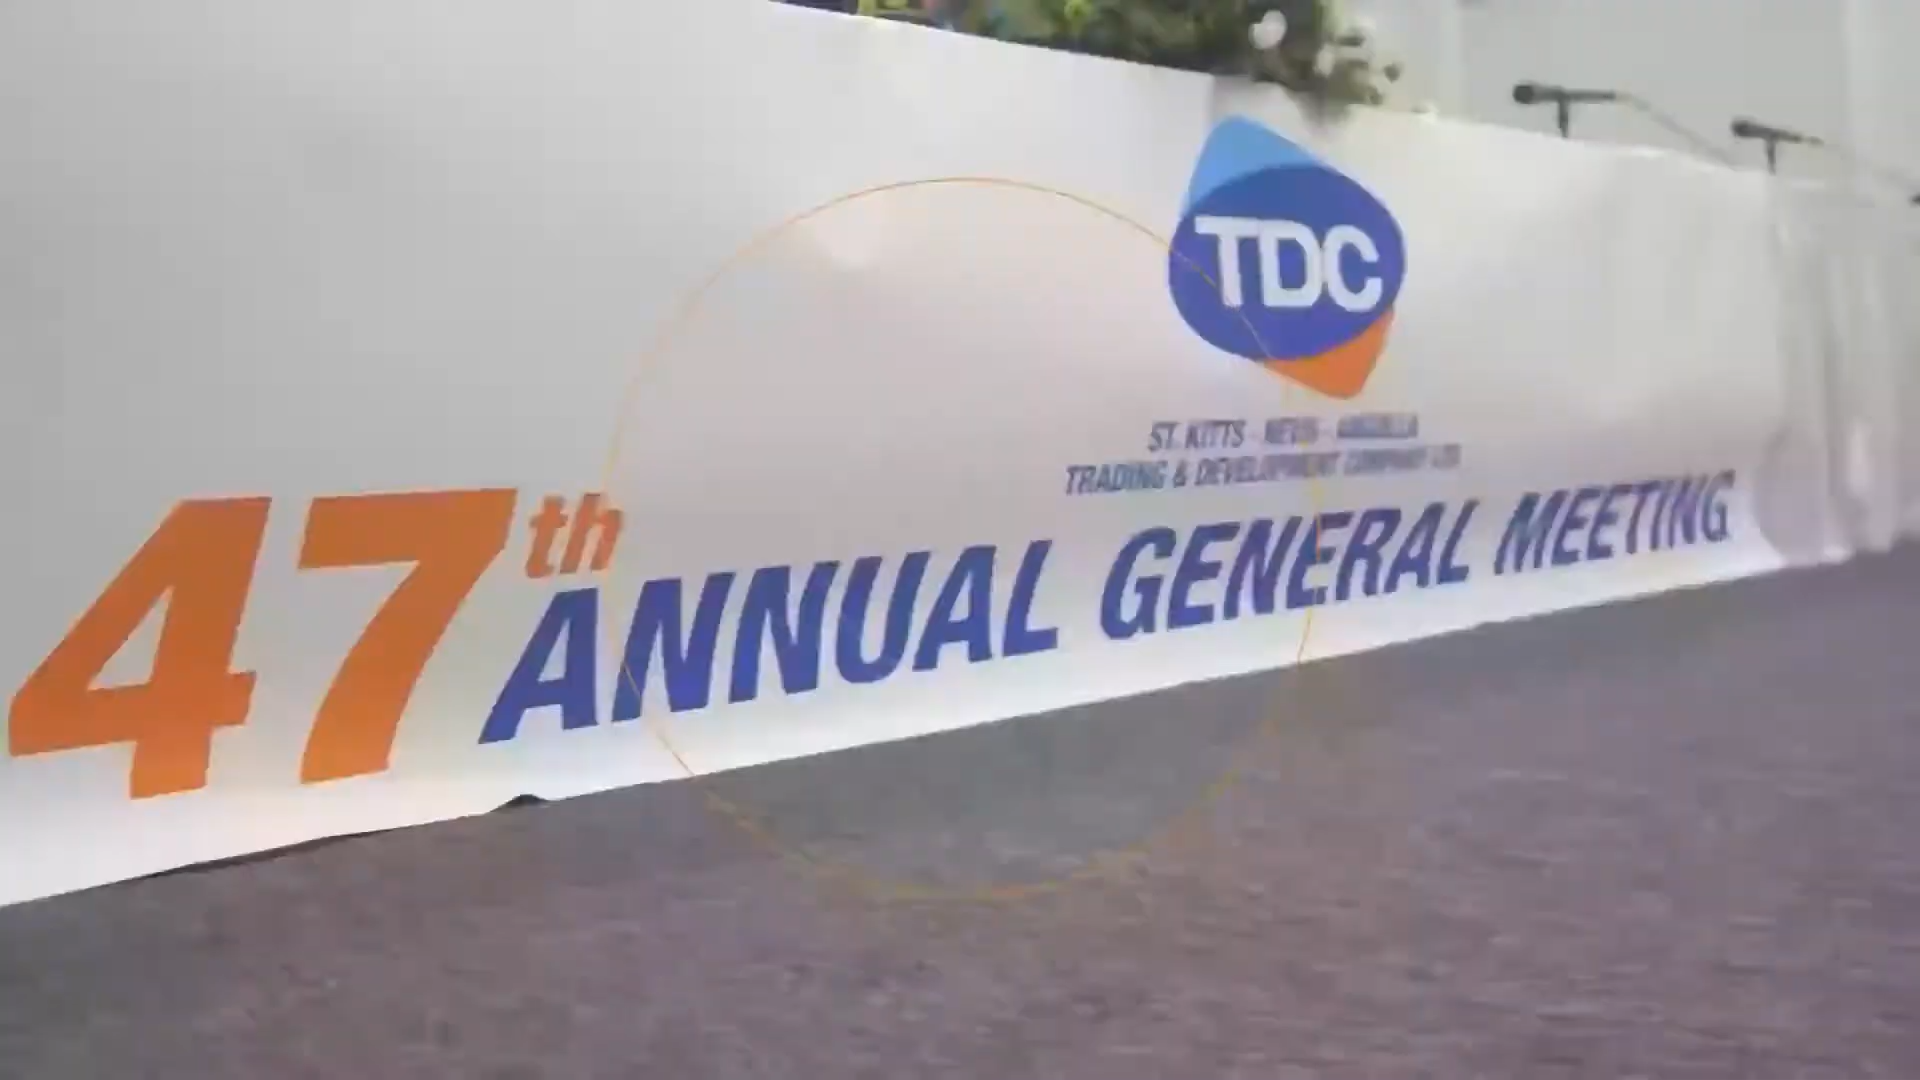 TDC
ST. KITTS - NEVIS - ANGUILLA
TRADING & DEVELOPMENT COMPANY LTD
47th ANNUAL GENERAL MEETING